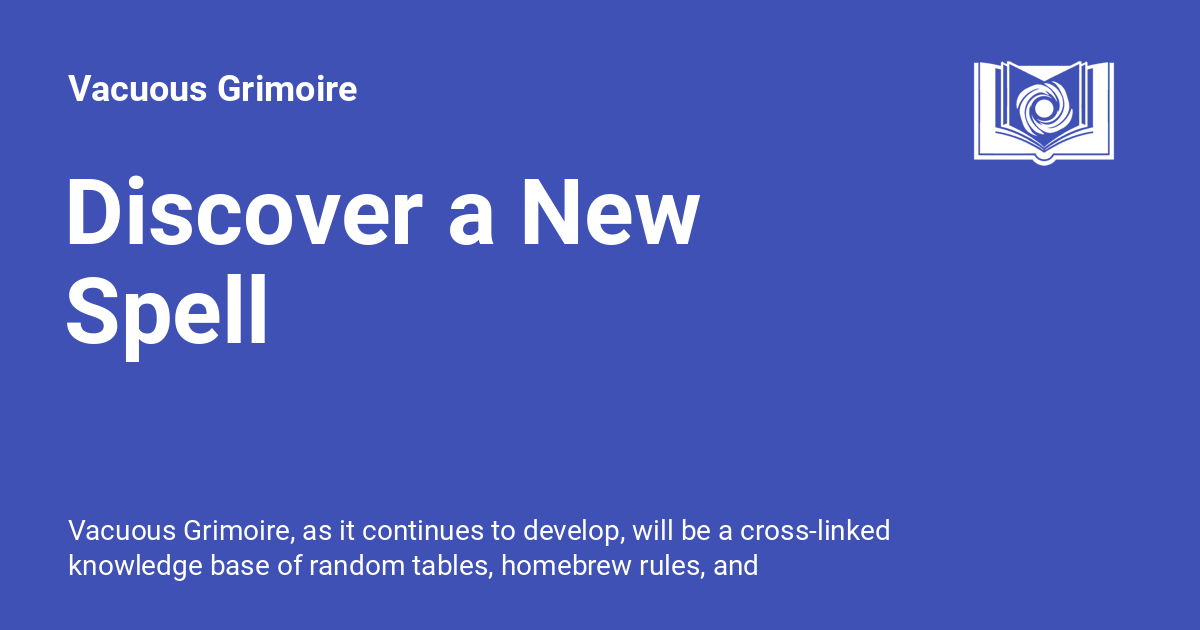 Vacuous Grimoire
Discover a New
Spell
Vacuous Grimoire, as it continues to develop, will be a cross-linked
knowledge base of random tables, homebrew rules, and